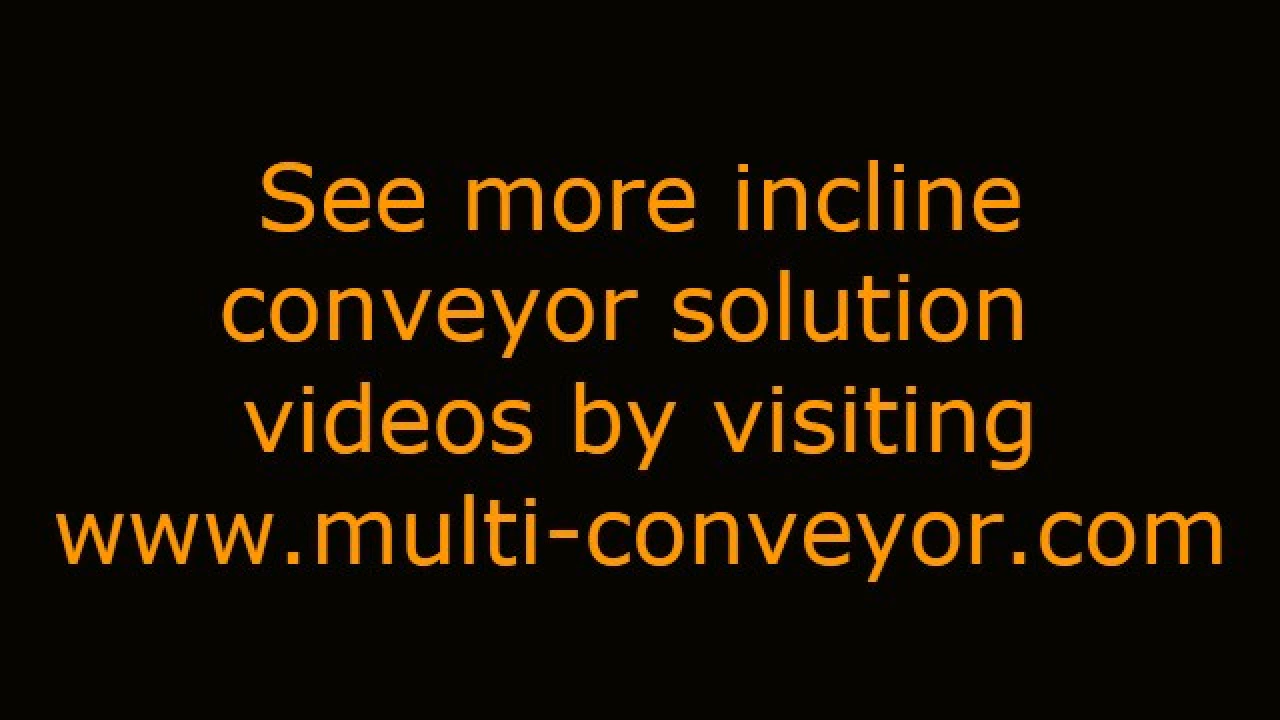 See more incline
conveyor solution
videos by visiting
www.multi-conveyor.com